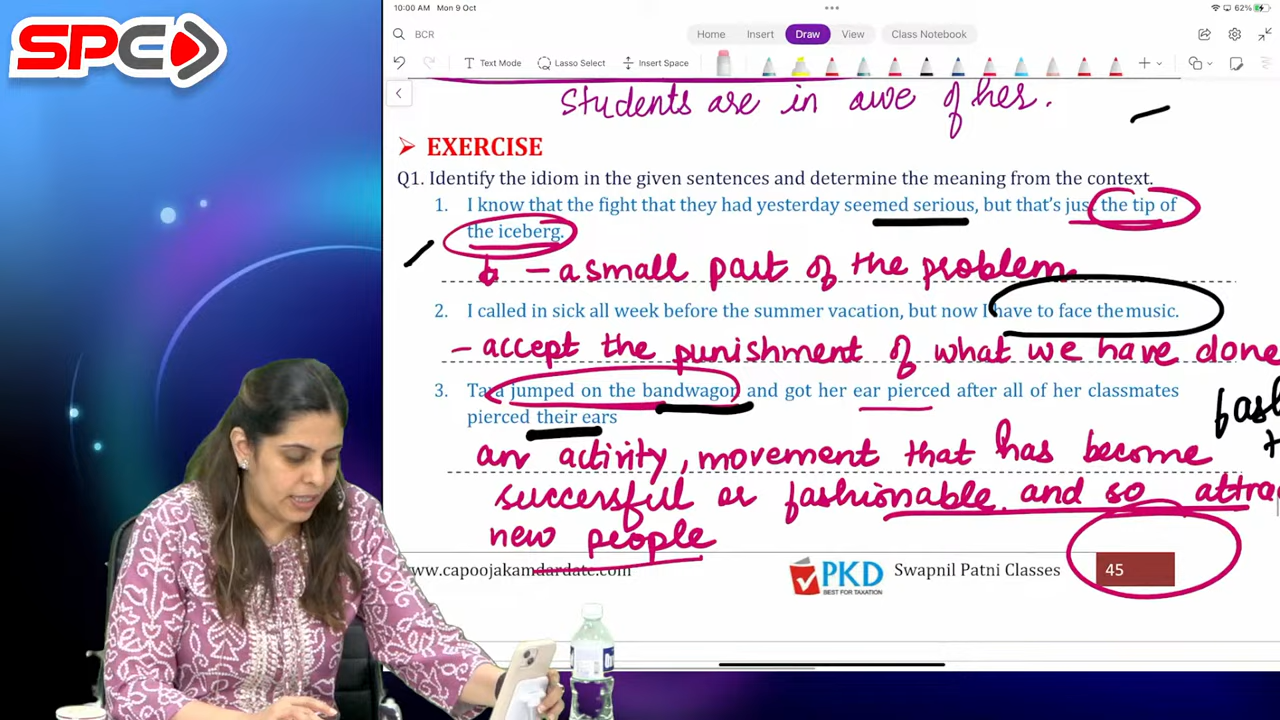 SPC
10:00 AM Mon 9 Oct
62%
BCR
Home Insert Draw View Class Notebook
Text Mode Lasso Select Insert Space
Students are in awe of her.
EXERCISE
Q1. Identify the idiom in the given sentences and determine the meaning from the context.
1. I know that the fight that they had yesterday seemed serious, but that's just the tip of
the iceberg.
- a small part of the problem.
2. I called in sick all week before the summer vacation, but now I have to face the music.
- accept the punishment of what we have done
3. Tara jumped on the bandwagon and got her ear pierced after all of her classmates
pierced their ears
an activity, movement that has become
successful or fashionable and so attrac
new people
www.capoojakamdardate.com
PKD
BEST FOR TAXATION
Swapnil Patni Classes
45